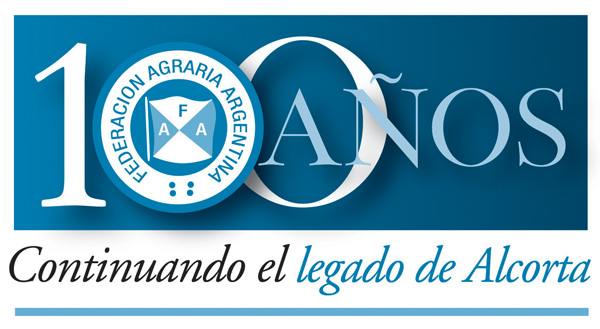 100 AÑOS
FEDERACION AGRARIA ARGENTINA
F
A A
Continuando el legado de Alcorta